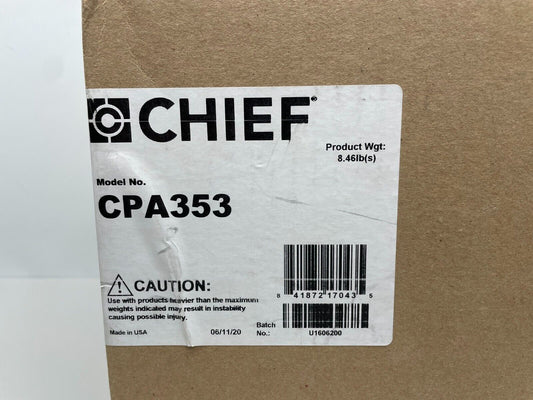 CHIEF®
Product Wgt:
8.46lb(s)
Model No.
CPA353
CAUTION:
Use with products heavier than the maximum
weights indicated may result in instability
causing possible injury.
8 41872 17043 5
Made in USA
06/11/20
Batch
No.:
U1606200